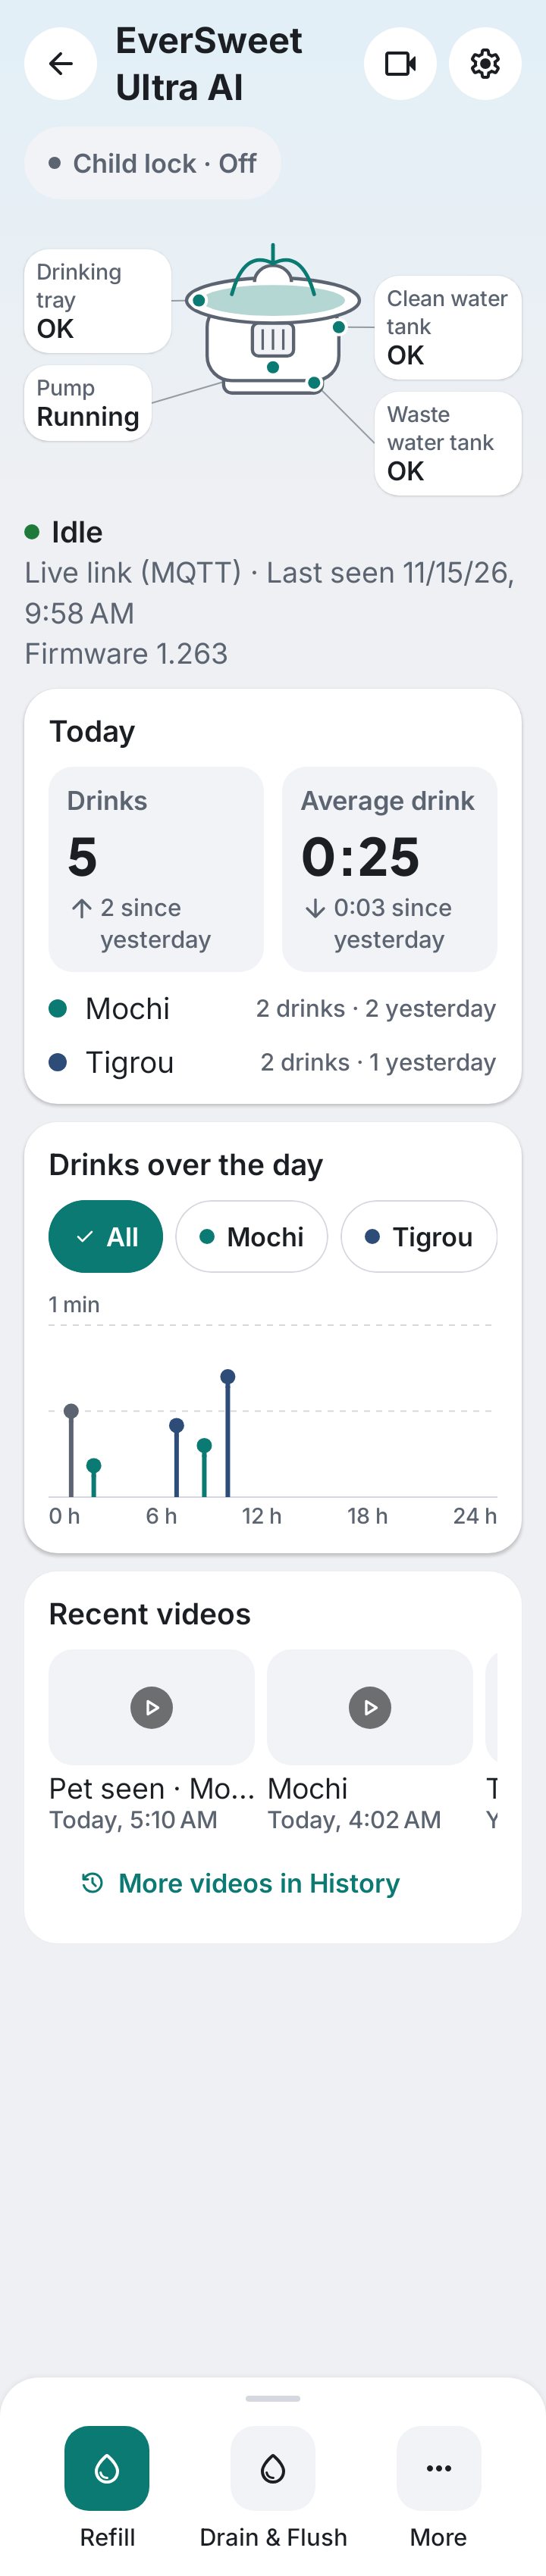 EverSweet
Ultra AI
Child lock · Off
Drinking
tray
OK
Clean water
tank
OK
Pump
Running
Waste
water tank
OK
Idle
Live link (MQTT) · Last seen 11/15/26,
9:58 AM
Firmware 1.263
Today
Drinks
5
↑ 2 since
yesterday
Average drink
0:25
↓ 0:03 since
yesterday
Mochi
2 drinks · 2 yesterday
Tigrou
2 drinks · 1 yesterday
Drinks over the day
All
Mochi
Tigrou
1 min
0 h
6 h
12 h
18 h
24 h
Recent videos
Pet seen · Mo...
Today, 5:10 AM
Mochi
Today, 4:02 AM
More videos in History
Refill
Drain & Flush
More